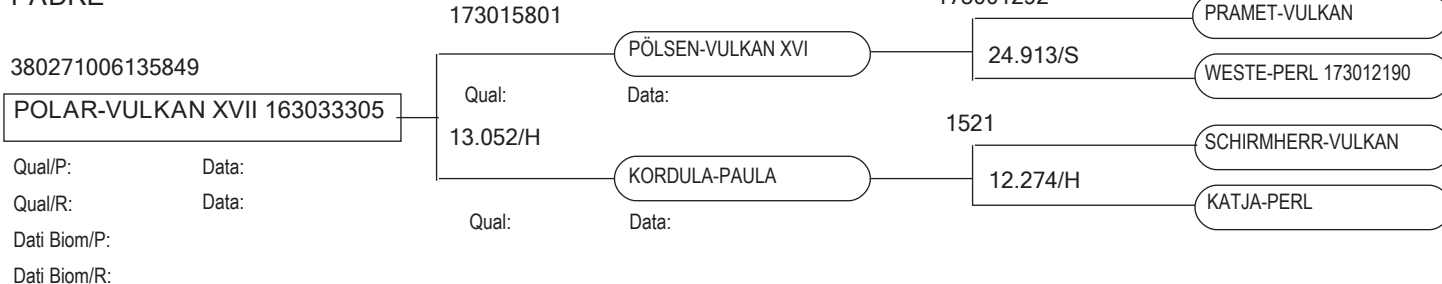 PADRE
173015801
173001292
PRAMET-VULKAN
PÖLSEN-VULKAN XVI
24.913/S
380271006135849
WESTE-PERL 173012190
POLAR-VULKAN XVII 163033305
Qual: Data:
13.052/H
1521
SCHIRMHERR-VULKAN
Qual/P: Data:
KORDULA-PAULA
12.274/H
Qual/R: Data:
KATJA-PERL
Qual: Data:
Dati Biom/P:
Dati Biom/R: